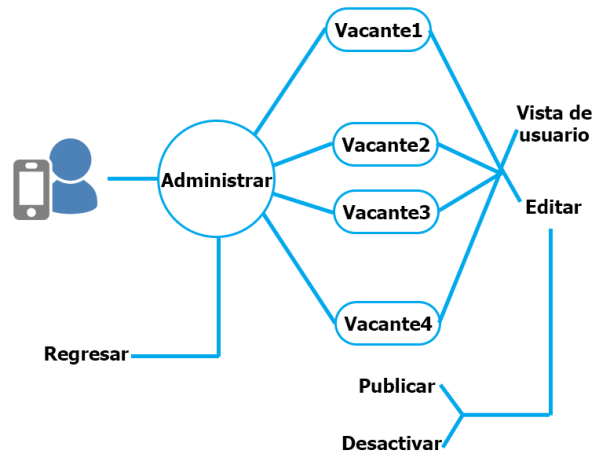 Vacante1
Vista de
usuario
Vacante2
Administrar
Vacante3
Editar
Vacante4
Regresar
Publicar
Desactivar